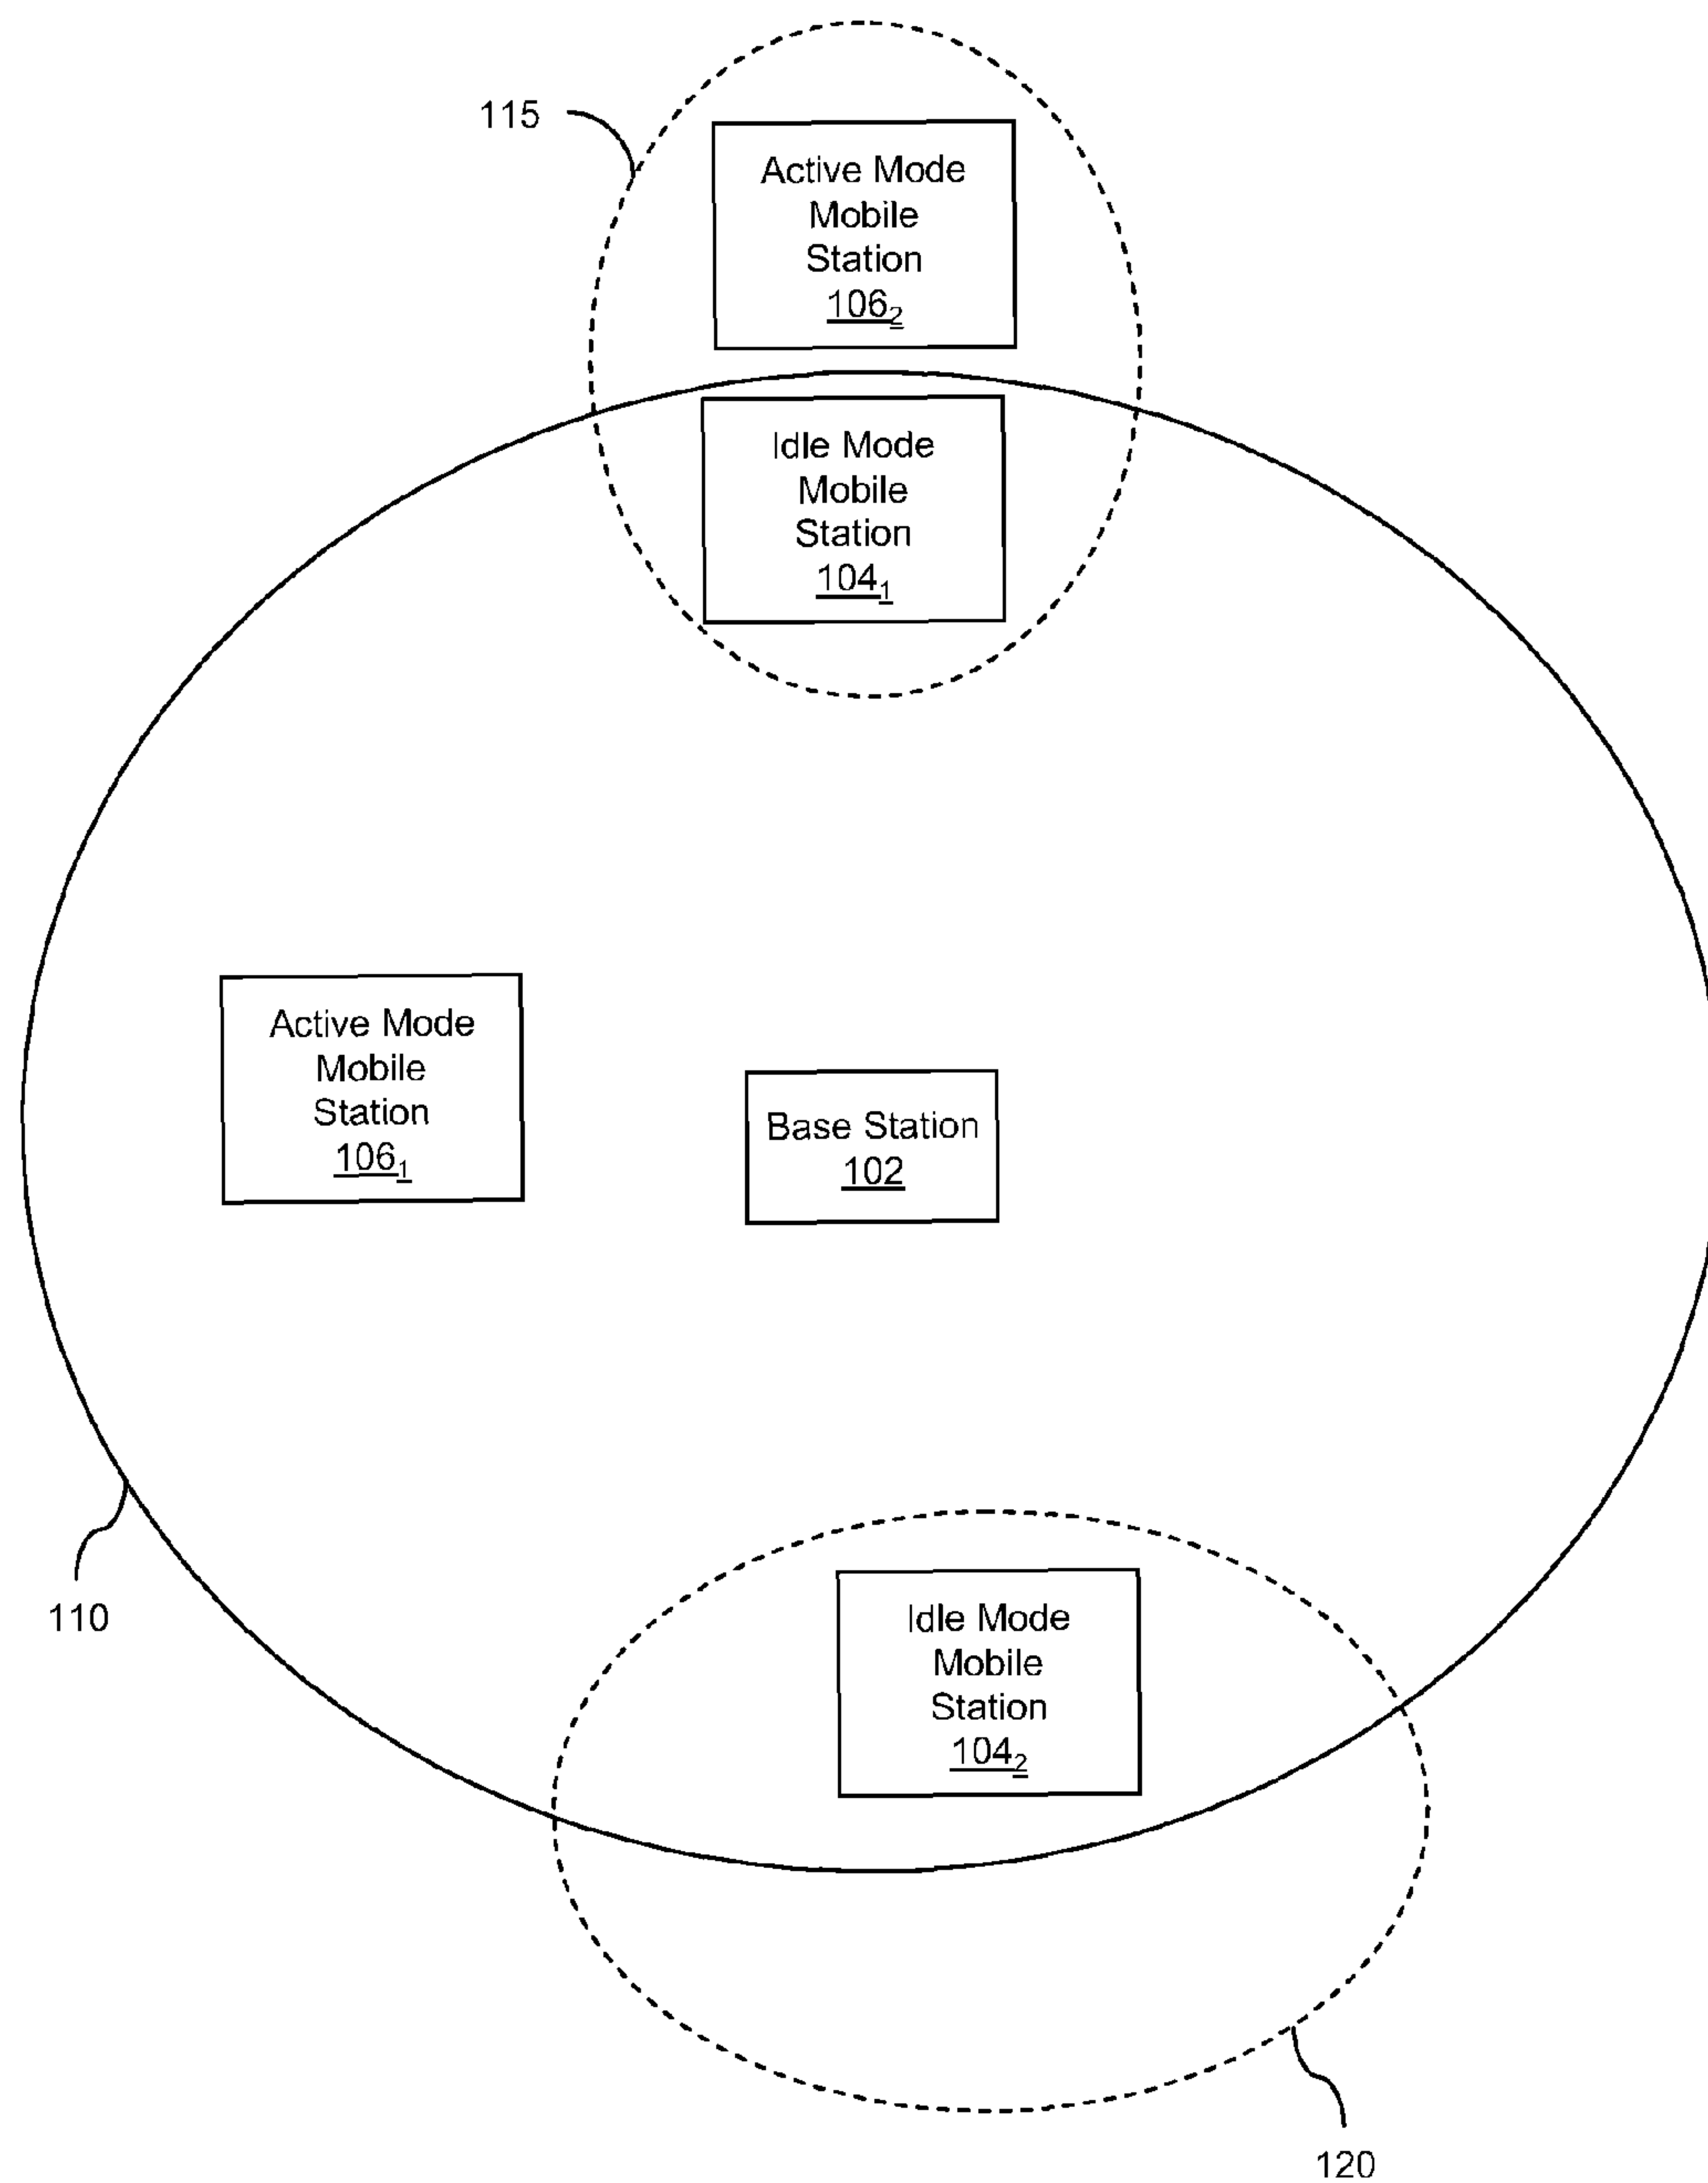 115
Active Mode
Mobile
Station
106₂
Idle Mode
Mobile
Station
104₁
Active Mode
Mobile
Station
106₁
Base Station
102
110
Idle Mode
Mobile
Station
104₂
120